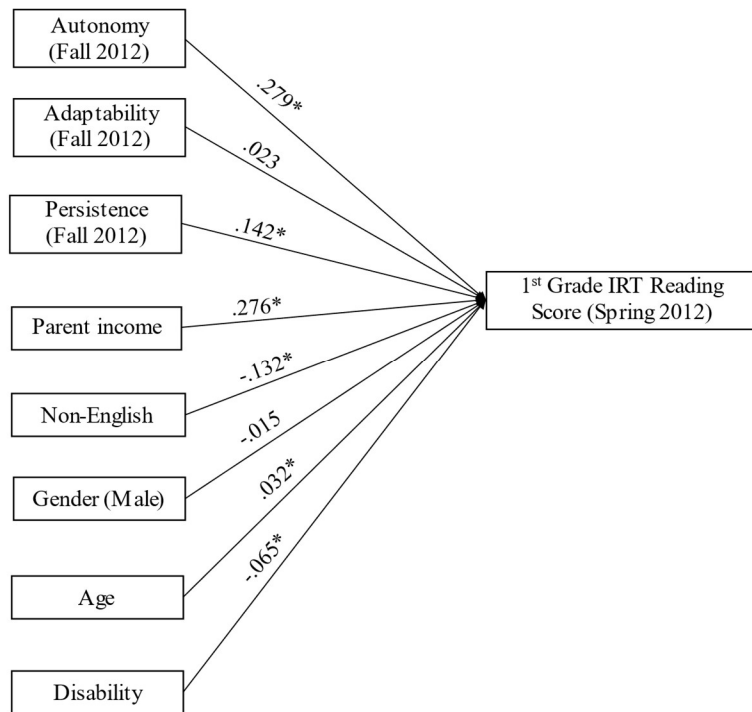 Autonomy
(Fall 2012)
.279*
Adaptability
(Fall 2012)
.023
Persistence
(Fall 2012)
.142*
1st Grade IRT Reading
Score (Spring 2012)
Parent income
.276*
Non-English
-.132*
Gender (Male)
-.015
Age
.032*
Disability
-.065*